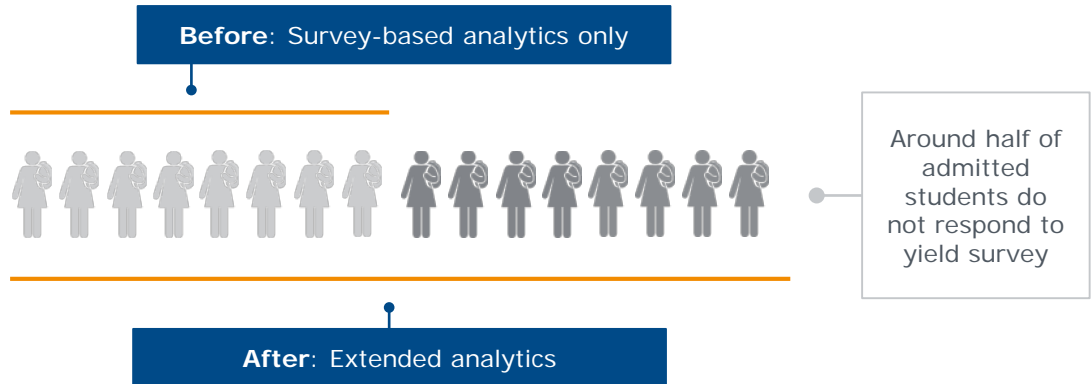 Before: Survey-based analytics only
Around half of
admitted
students do
not respond to
yield survey
After: Extended analytics